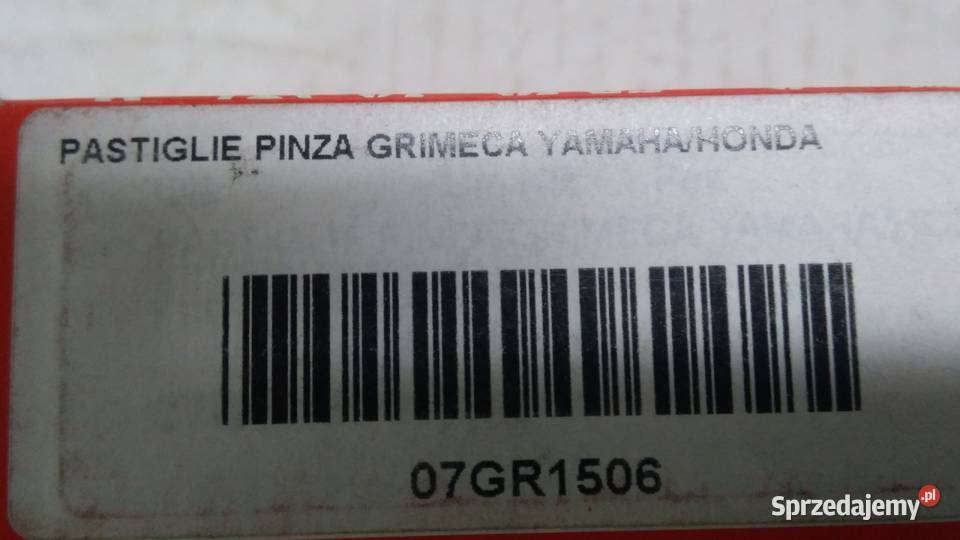 PASTIGLIE PINZA GRIMECA YAMAHA/HONDA
07GR1506
Sprzedajemy.pl